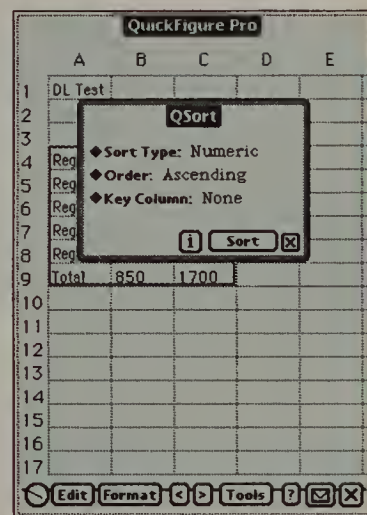 QuickFigure Pro
A B C D E
1 DL Test
2
QSort
3
◆Sort Type: Numeric
4 Reg
◆Order: Ascending
5 Reg
◆Key Column: None
6 Reg
7 Reg
i Sort X
8 Reg
9 Total 850 1700
10
11
12
13
14
15
16
17
Edit Format < > Tools ? X